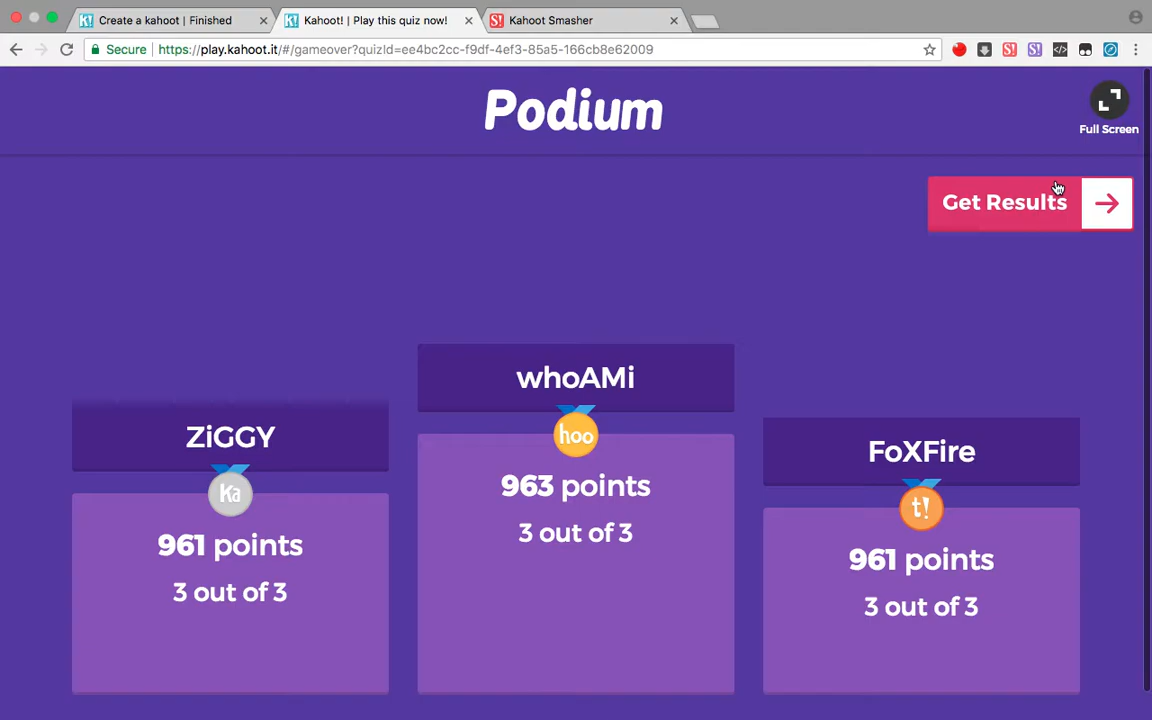 Create a kahoot | Finished
Kahoot! | Play this quiz now!
Kahoot Smasher
Secure https://play.kahoot.it/#/gameover?quizId=ee4bc2cc-f9df-4ef3-85a5-166cb8e62009
Podium
Full Screen
Get Results
whoAMi
hoo
963 points
3 out of 3
ZiGGY
ka
961 points
3 out of 3
FoXFire
t!
961 points
3 out of 3